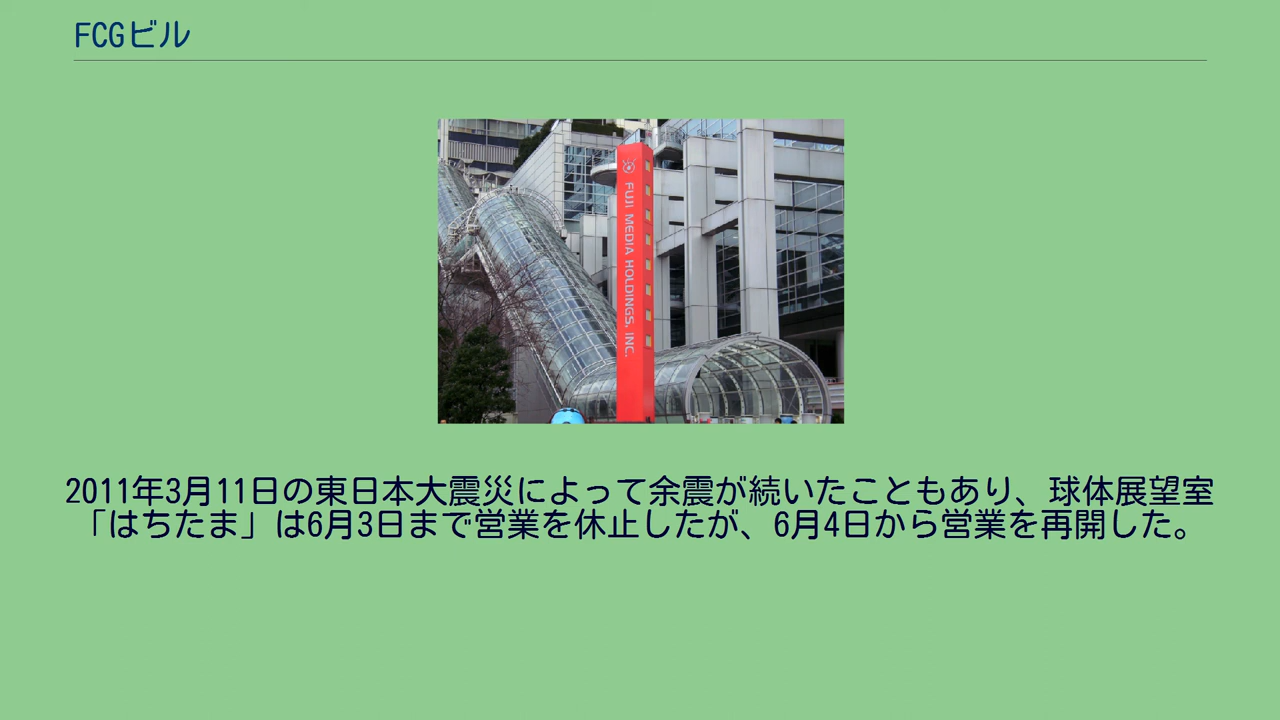 FCGビル
FUJI MEDIA HOLDINGS, INC.
2011年3月11日の東日本大震災によって余震が続いたこともあり、球体展望室
「はちたま」は6月3日まで営業を休止したが、6月4日から営業を再開した。